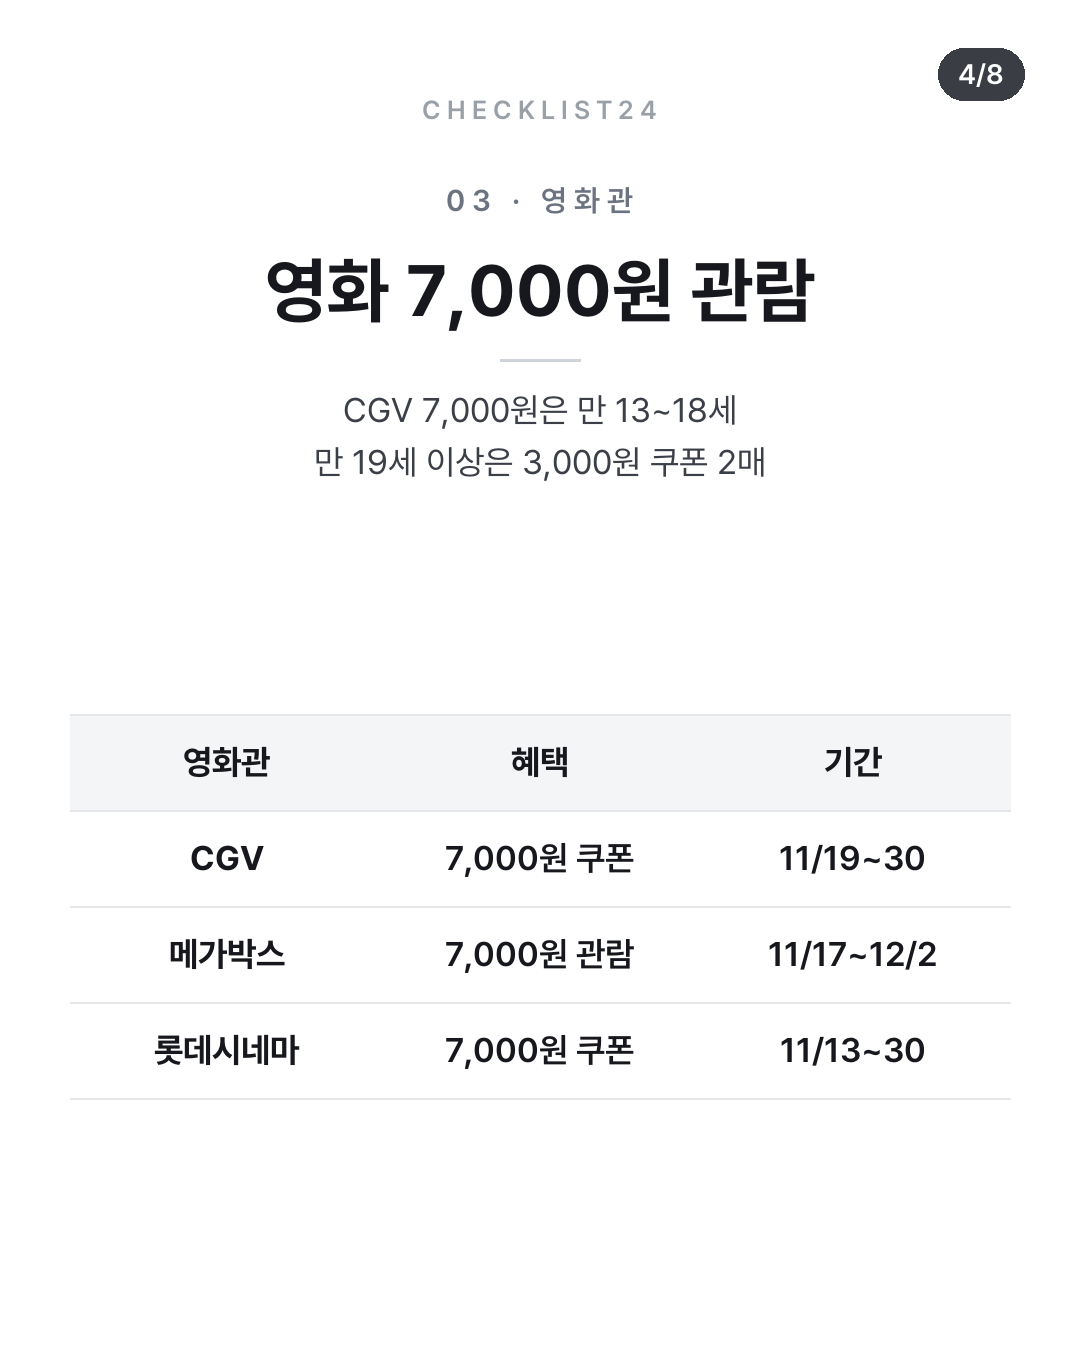 4/8
CHECKLIST24
03 · 영화관
영화 7,000원 관람
CGV 7,000원은 만 13~18세
만 19세 이상은 3,000원 쿠폰 2매
영화관 혜택 기간
CGV 7,000원 쿠폰 11/19~30
메가박스 7,000원 관람 11/17~12/2
롯데시네마 7,000원 쿠폰 11/13~30